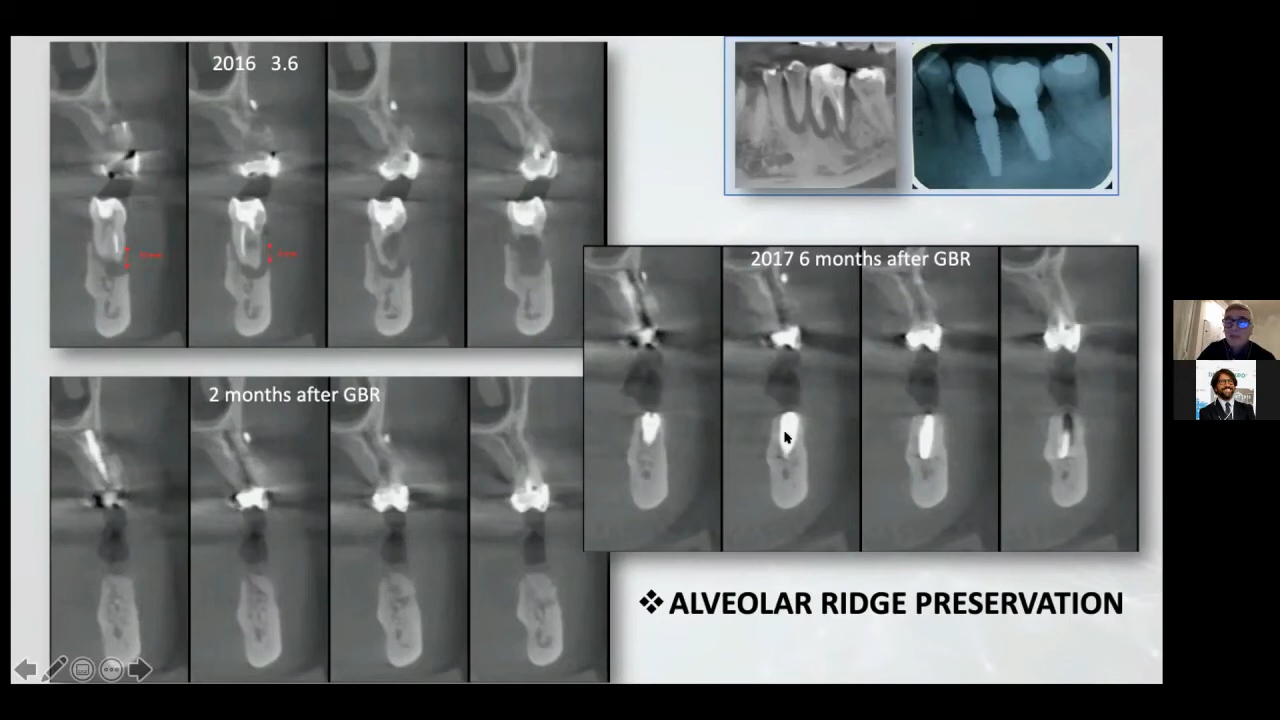 2016 3.6
2017 6 months after GBR
2 months after GBR
❖ ALVEOLAR RIDGE PRESERVATION